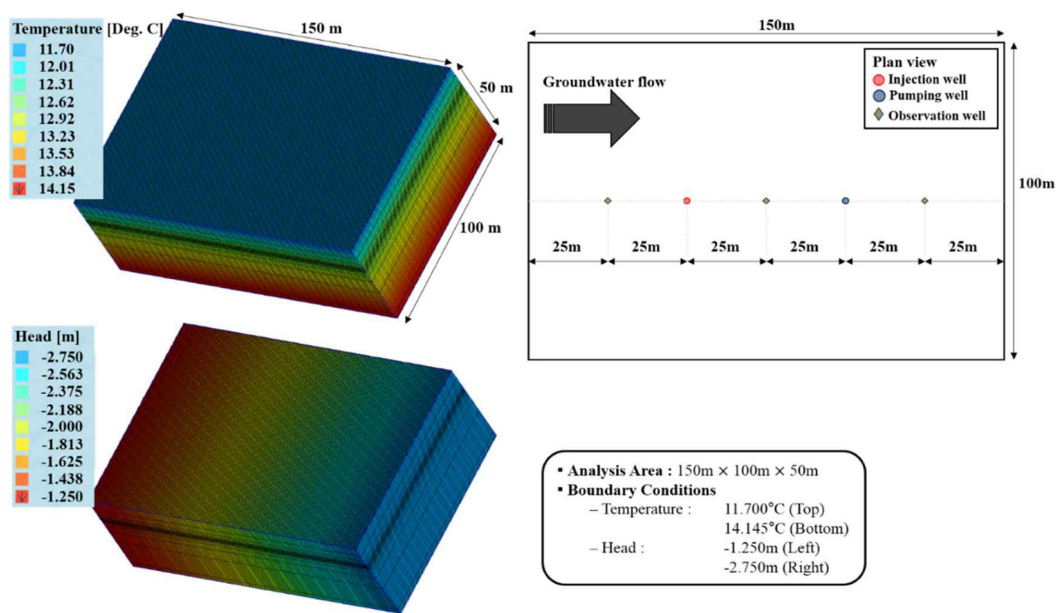 Temperature [Deg. C]
11.70
12.01
12.31
12.62
12.92
13.23
13.53
13.84
14.15
150 m
50 m
100 m
Head [m]
-2.750
-2.563
-2.375
-2.188
-2.000
-1.813
-1.625
-1.438
-1.250
150m
Groundwater flow
Plan view
Injection well
Pumping well
Observation well
100m
25m 25m 25m 25m 25m 25m
▪ Analysis Area : 150m × 100m × 50m
▪ Boundary Conditions
– Temperature : 11.700°C (Top)
14.145°C (Bottom)
– Head : -1.250m (Left)
-2.750m (Right)